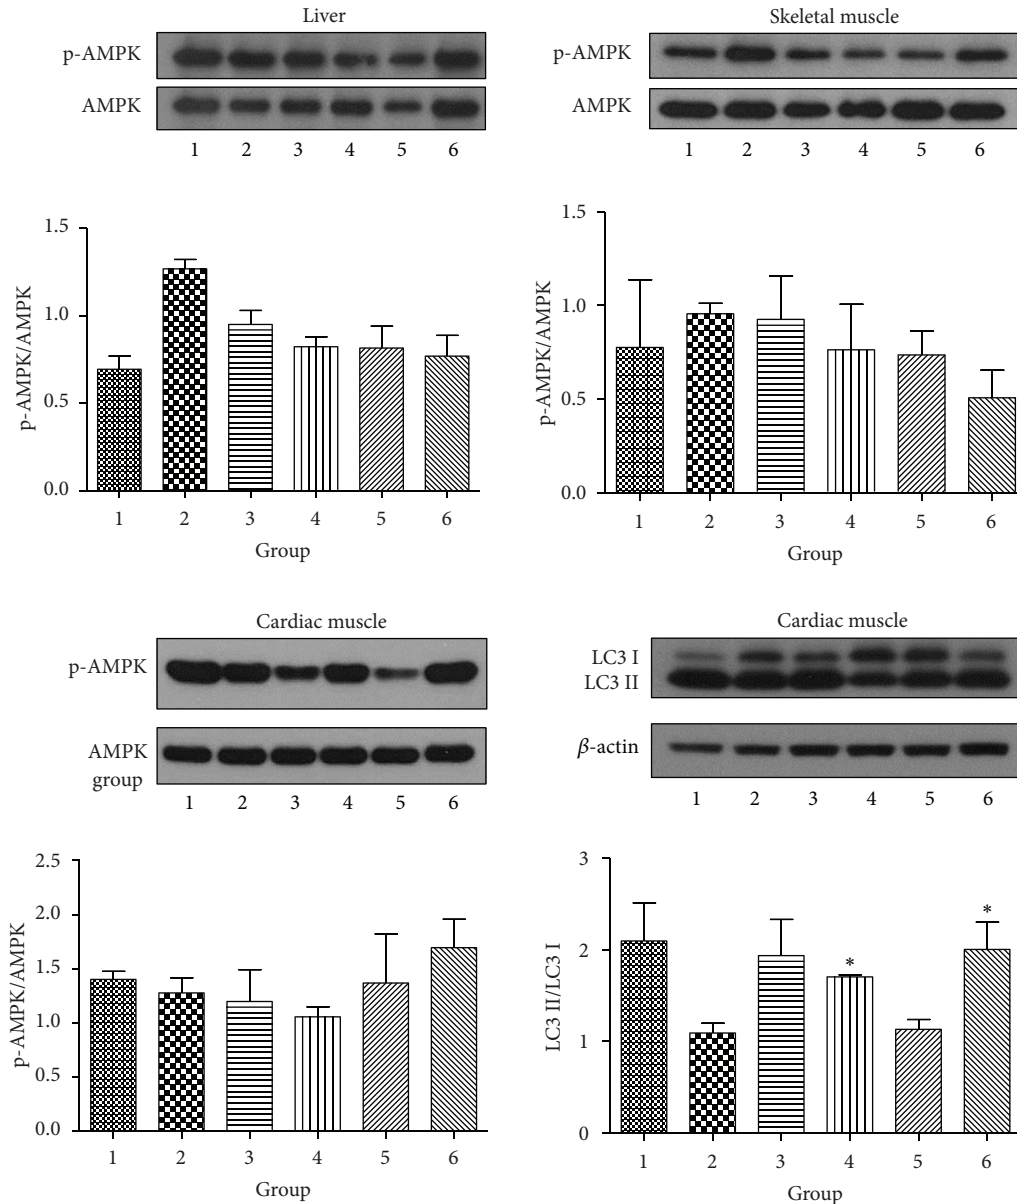 Liver
p-AMPK
AMPK
1 2 3 4 5 6
1.5
1.0
0.5
0.0
p-AMPK/AMPK
1 2 3 4 5 6
Group
Skeletal muscle
p-AMPK
AMPK
1 2 3 4 5 6
1.5
1.0
0.5
0.0
p-AMPK/AMPK
1 2 3 4 5 6
Group
Cardiac muscle
p-AMPK
AMPK
group
1 2 3 4 5 6
2.5
2.0
1.5
1.0
0.5
0.0
p-AMPK/AMPK
1 2 3 4 5 6
Group
Cardiac muscle
LC3 I
LC3 II
β-actin
1 2 3 4 5 6
3
2
1
0
LC3 II/LC3 I
* *
1 2 3 4 5 6
Group